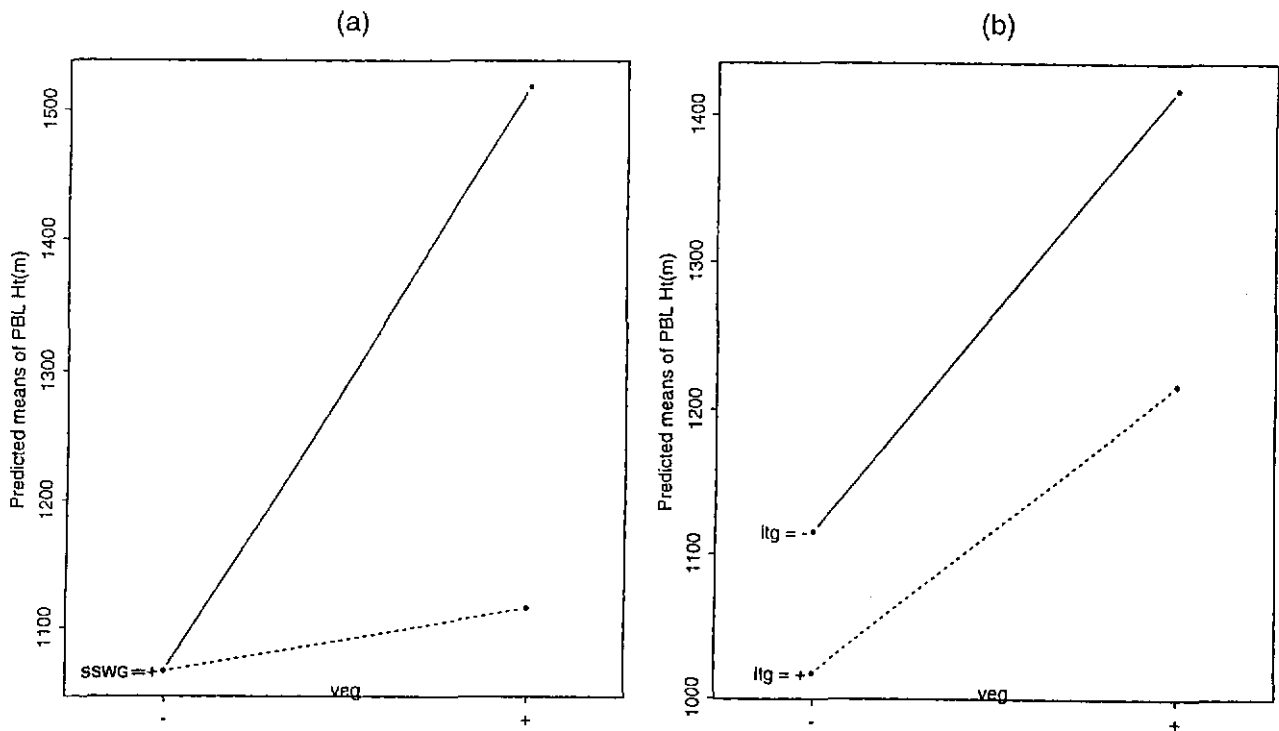 (a)
Predicted means of PBL Ht(m)
1500
1400
1300
1200
1100
veg
-
+
(b)
Predicted means of PBL Ht(m)
1400
1300
1200
1100
1000
ltg = -
ltg = +
veg
-
+